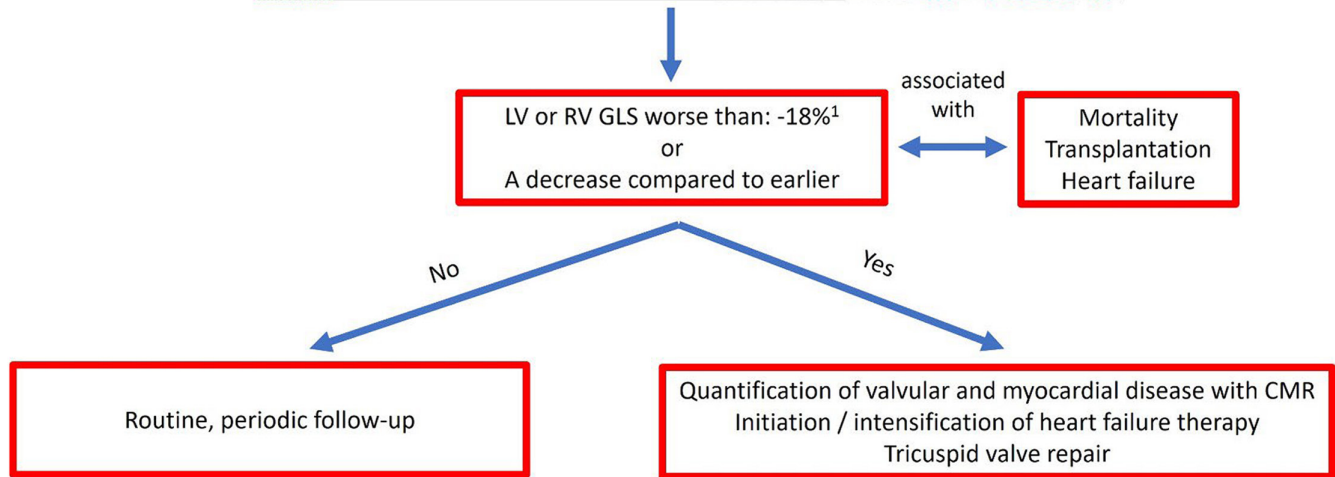 LV or RV GLS worse than: -18%¹
or
A decrease compared to earlier
associated
with
Mortality
Transplantation
Heart failure
No
Yes
Routine, periodic follow-up
Quantification of valvular and myocardial disease with CMR
Initiation / intensification of heart failure therapy
Tricuspid valve repair